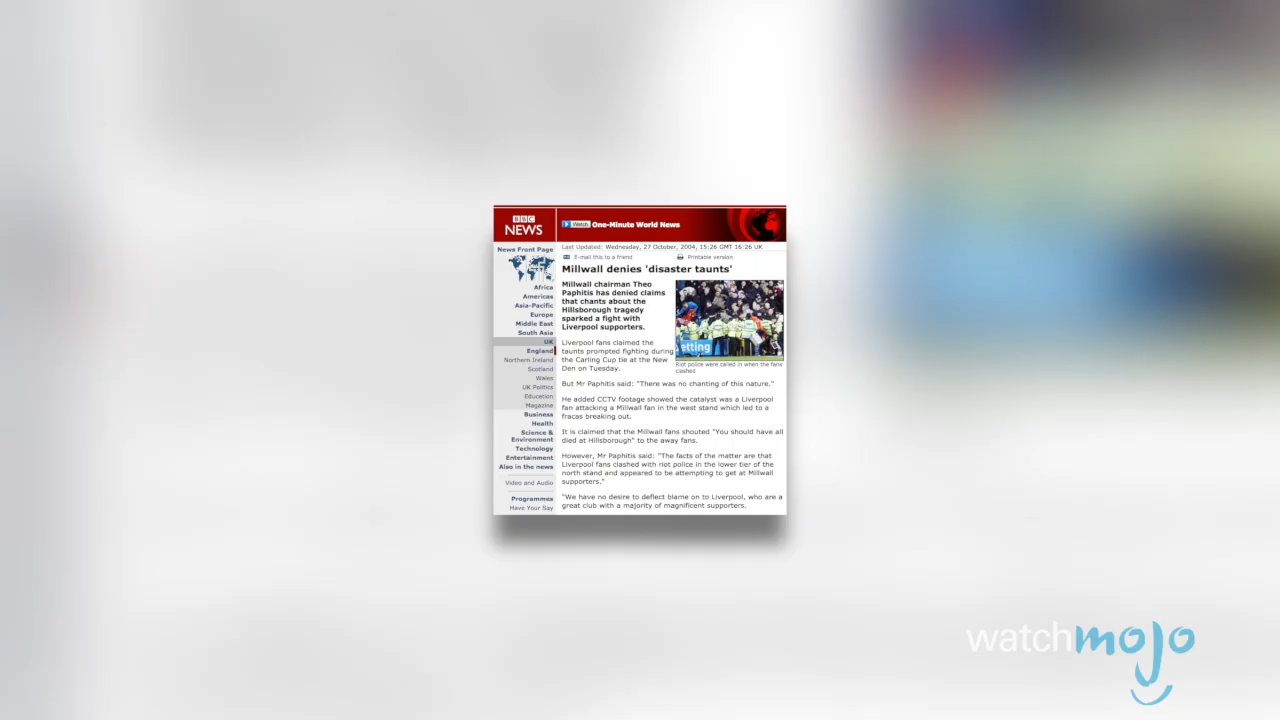 BBC
NEWS
Watch One-Minute World News
News Front Page
Africa
Americas
Asia-Pacific
Europe
Middle East
South Asia
UK
England
Northern Ireland
Scotland
Wales
UK Politics
Education
Magazine
Business
Health
Science &
Environment
Technology
Entertainment
Also in the news
Video and Audio
Programmes
Have Your Say
Last Updated: Wednesday, 27 October, 2004, 15:26 GMT 16:26 UK
E-mail this to a friend
Printable version
Millwall denies 'disaster taunts'
Millwall chairman Theo
Paphitis has denied claims
that chants about the
Hillsborough tragedy
sparked a fight with
Liverpool supporters.
etting
Riot police were called in when the fans
clashed
Liverpool fans claimed the
taunts prompted fighting during
the Carling Cup tie at the New
Den on Tuesday.
But Mr Paphitis said: "There was no chanting of this nature."
He added CCTV footage showed the catalyst was a Liverpool
fan attacking a Millwall fan in the west stand which led to a
fracas breaking out.
It is claimed that the Millwall fans shouted "You should have all
died at Hillsborough" to the away fans.
However, Mr Paphitis said: "The facts of the matter are that
Liverpool fans clashed with riot police in the lower tier of the
north stand and appeared to be attempting to get at Millwall
supporters."
"We have no desire to deflect blame on to Liverpool, who are a
great club with a majority of magnificent supporters.
watchmojo